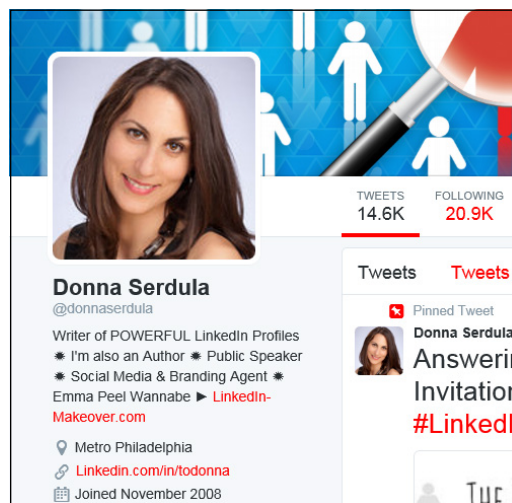 TWEETS FOLLOWING
14.6K 20.9K
Donna Serdula
@donnaserdula
Writer of POWERFUL LinkedIn Profiles
✹ I'm also an Author ✹ Public Speaker
✹ Social Media & Branding Agent ✹
Emma Peel Wannabe ► LinkedIn-
Makeover.com
Metro Philadelphia
Linkedin.com/in/todonna
Joined November 2008
Tweets Tweets
Pinned Tweet
Donna Serdula
Answerin
Invitation
#LinkedI
THE